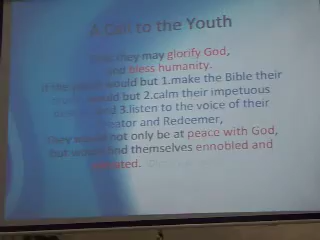 A Call to the Youth
they may glorify God,
and bless humanity.
If the youth would but 1.make the Bible their
would but 2.calm their impetuous
and 3.listen to the voice of their
Creator and Redeemer,
they would not only be at peace with God,
but would find themselves ennobled and